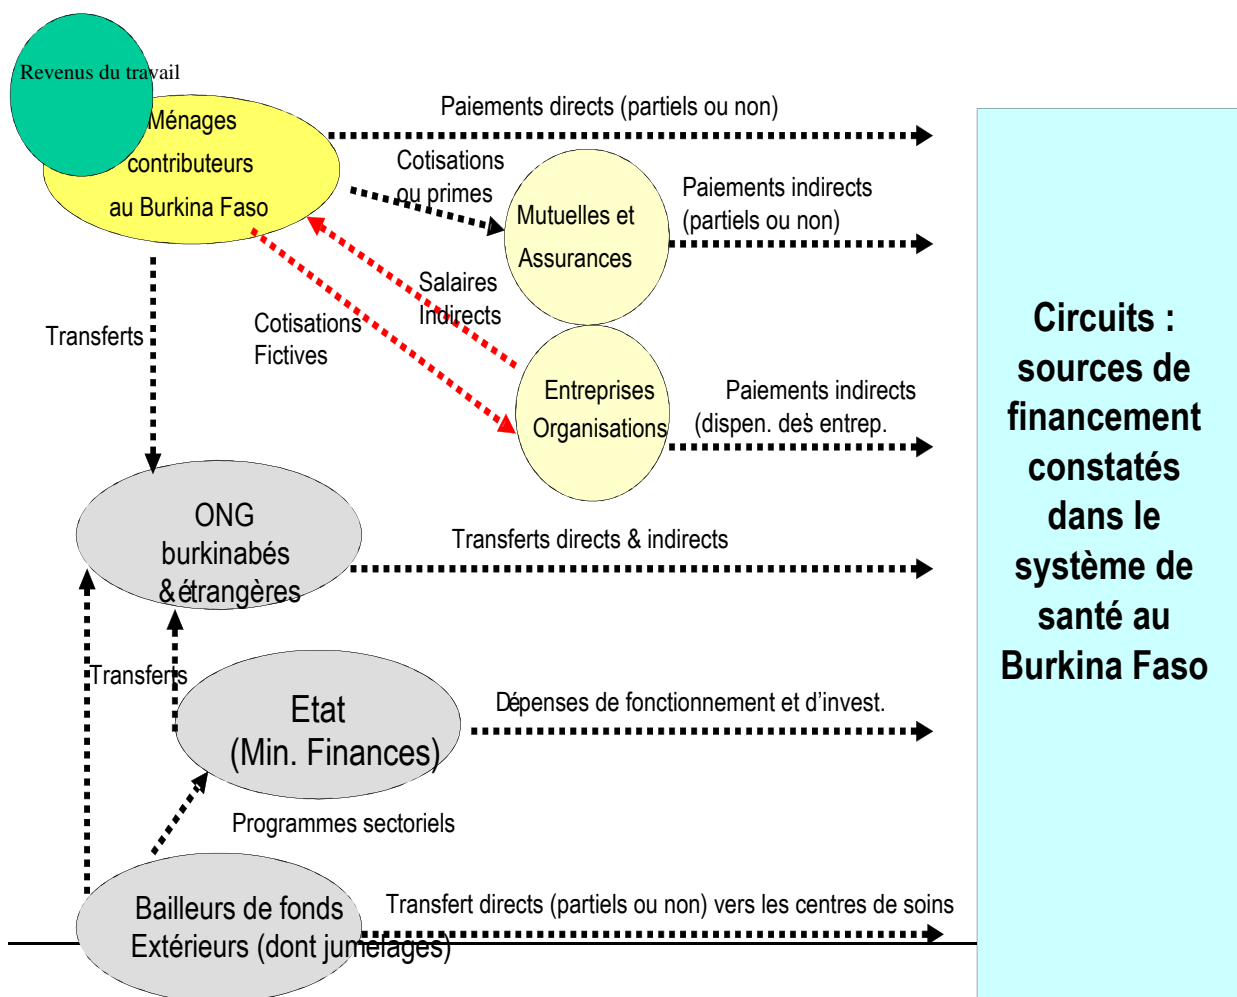 Revenus du travail
Ménages
contributeurs
au Burkina Faso
Paiements directs (partiels ou non)
Cotisations
ou primes
Mutuelles et
Assurances
Paiements indirects
(partiels ou non)
Salaires
Indirects
Cotisations
Fictives
Transferts
Entreprises
Organisations
Paiements indirects
(dispen. des entrep.
ONG
burkinabés
&étrangères
Transferts directs & indirects
Transferts
Etat
(Min. Finances)
Dépenses de fonctionnement et d'invest.
Programmes sectoriels
Bailleurs de fonds
Extérieurs (dont jumelages)
Transfert directs (partiels ou non) vers les centres de soins
Circuits :
sources de
financement
constatés
dans le
système de
santé au
Burkina Faso